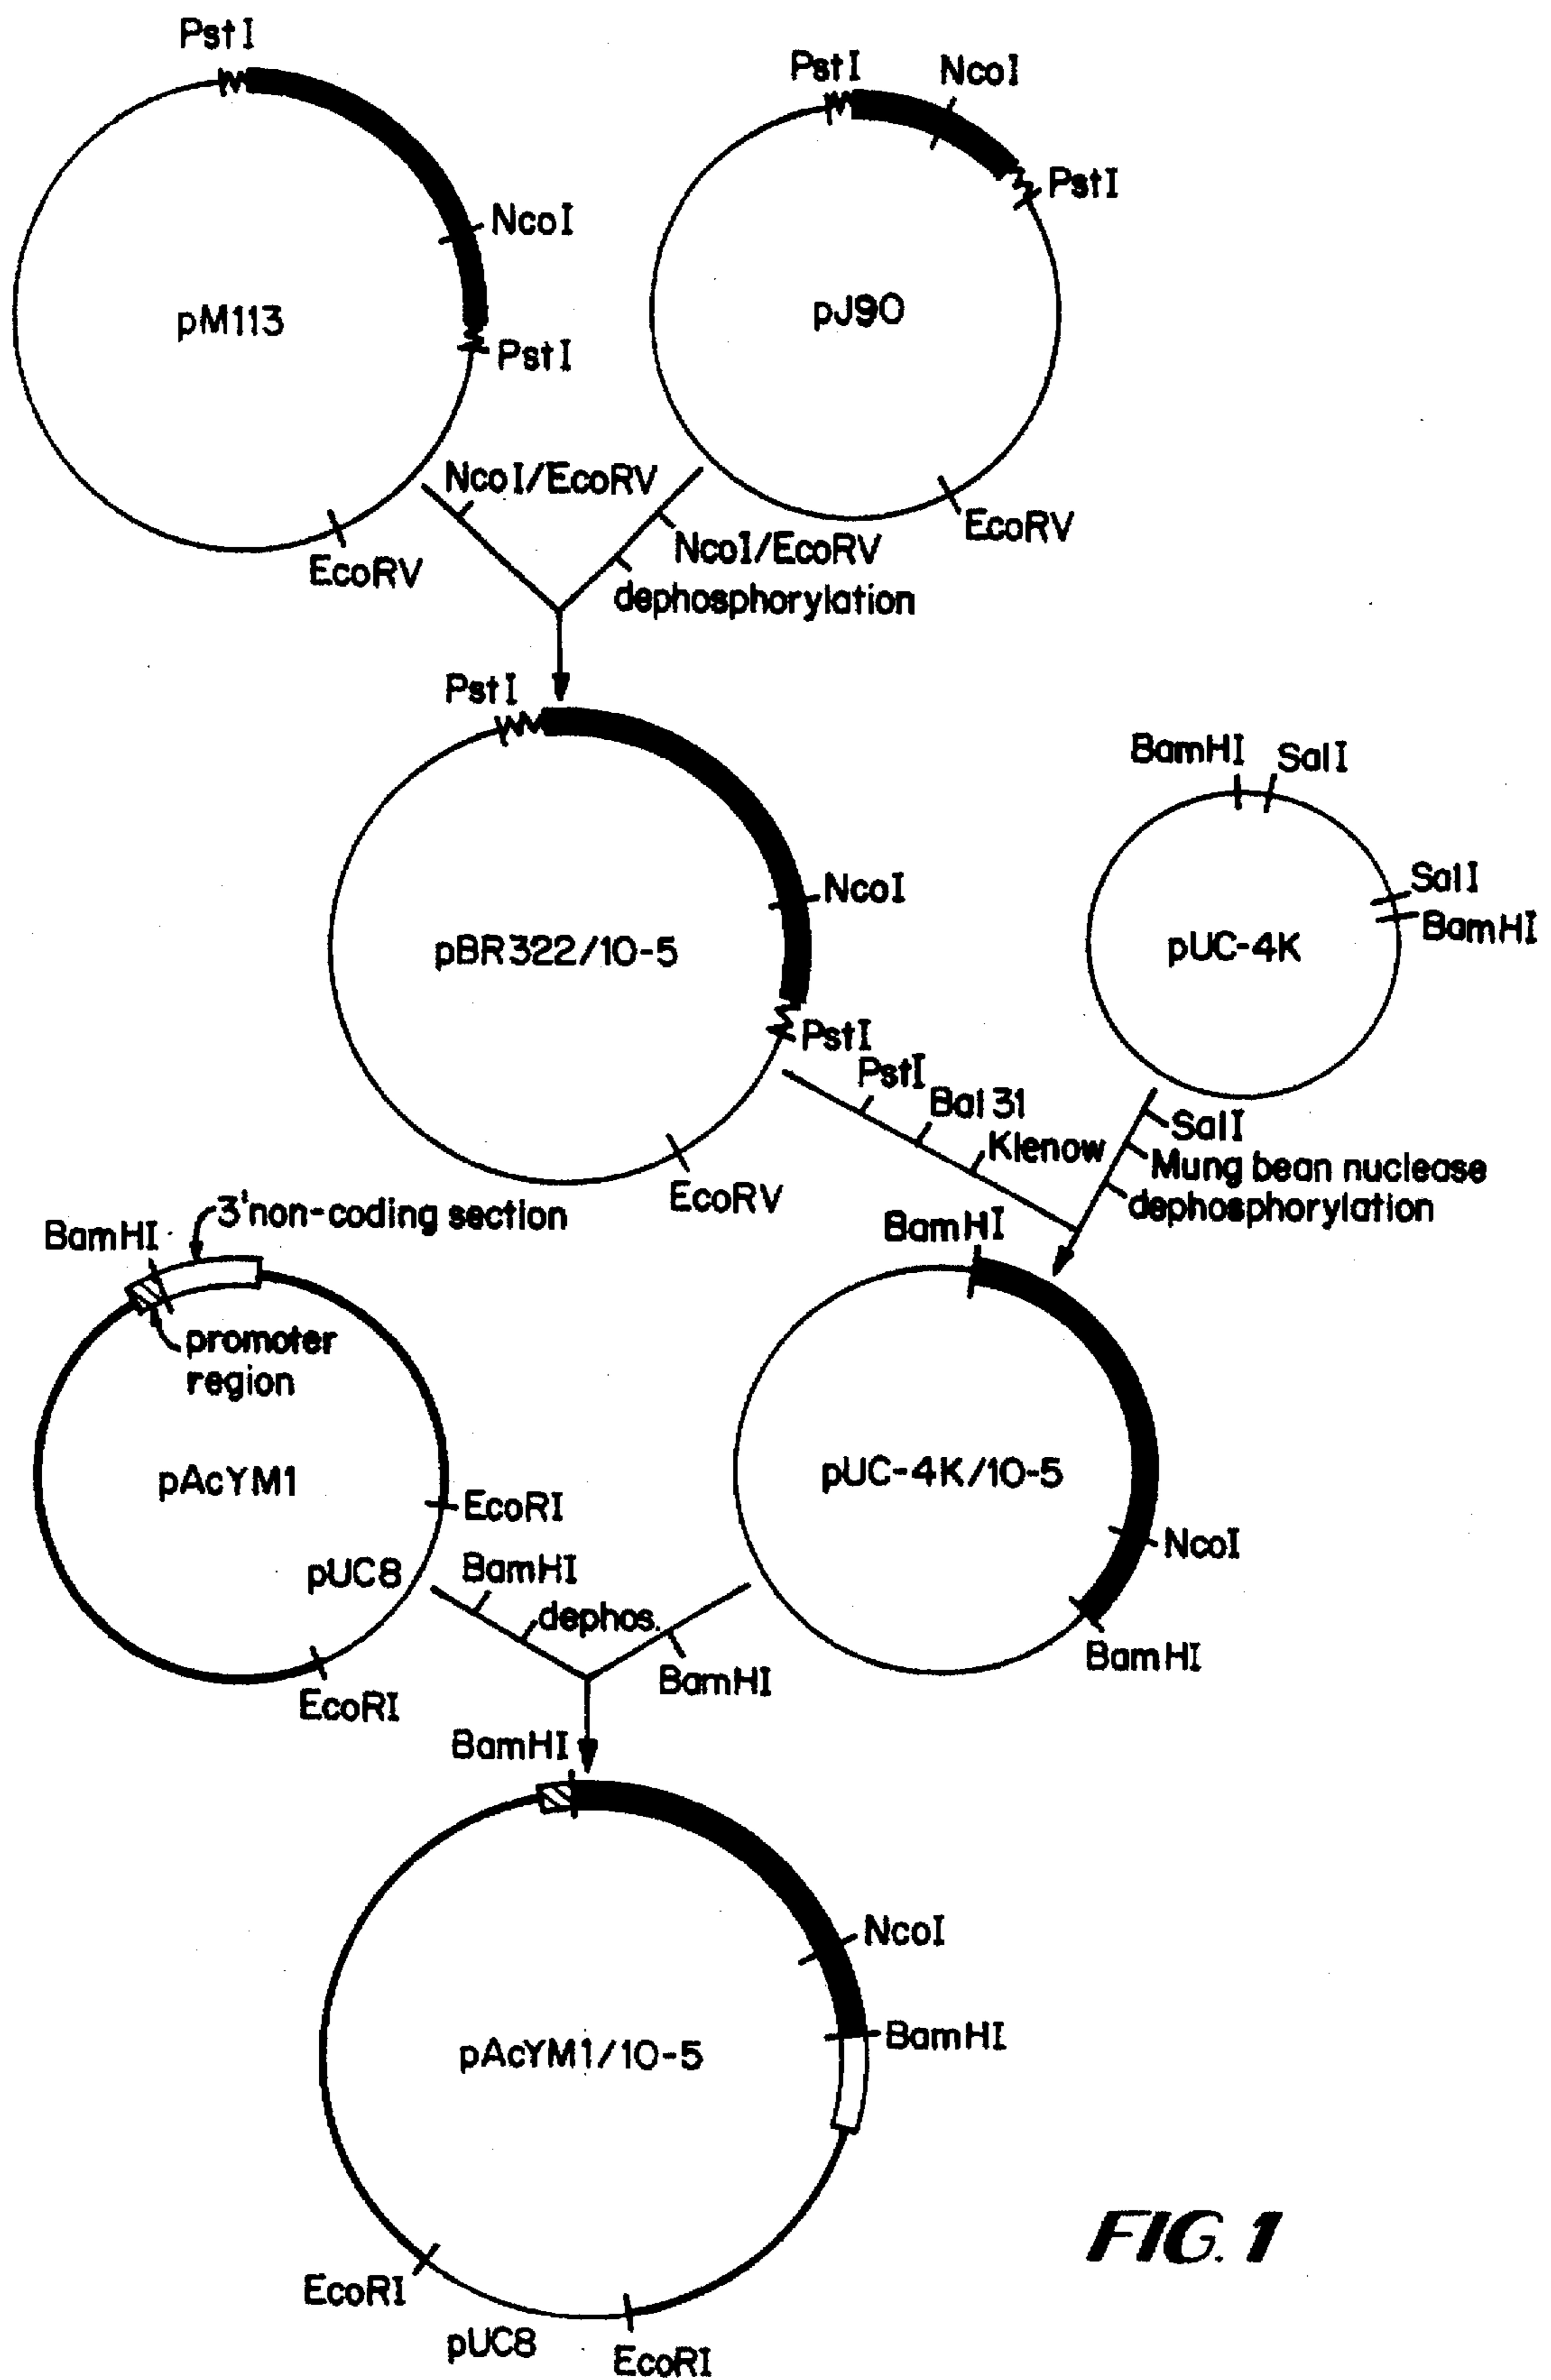 PstI
NcoI
PstI
pM113
EcoRV
PstI
NcoI
PstI
pJ90
EcoRV
NcoI/EcoRV
NcoI/EcoRV
dephosphorylation
PstI
NcoI
pBR322/10-5
PstI
EcoRV
BamHI
SalI
SalI
BamHI
pUC-4K
PstI
Bal 31
Klenow
SalI
Mung bean nuclease
dephosphorylation
BamHI
3'non-coding section
promoter
region
pAcYM1
EcoRI
pUC8
EcoRI
BamHI
pUC-4K/10-5
NcoI
BamHI
BamHI
dephos.
BamHI
BamHI
NcoI
BamHI
pAcYM1/10-5
EcoRI
pUC8
EcoRI
FIG. 1